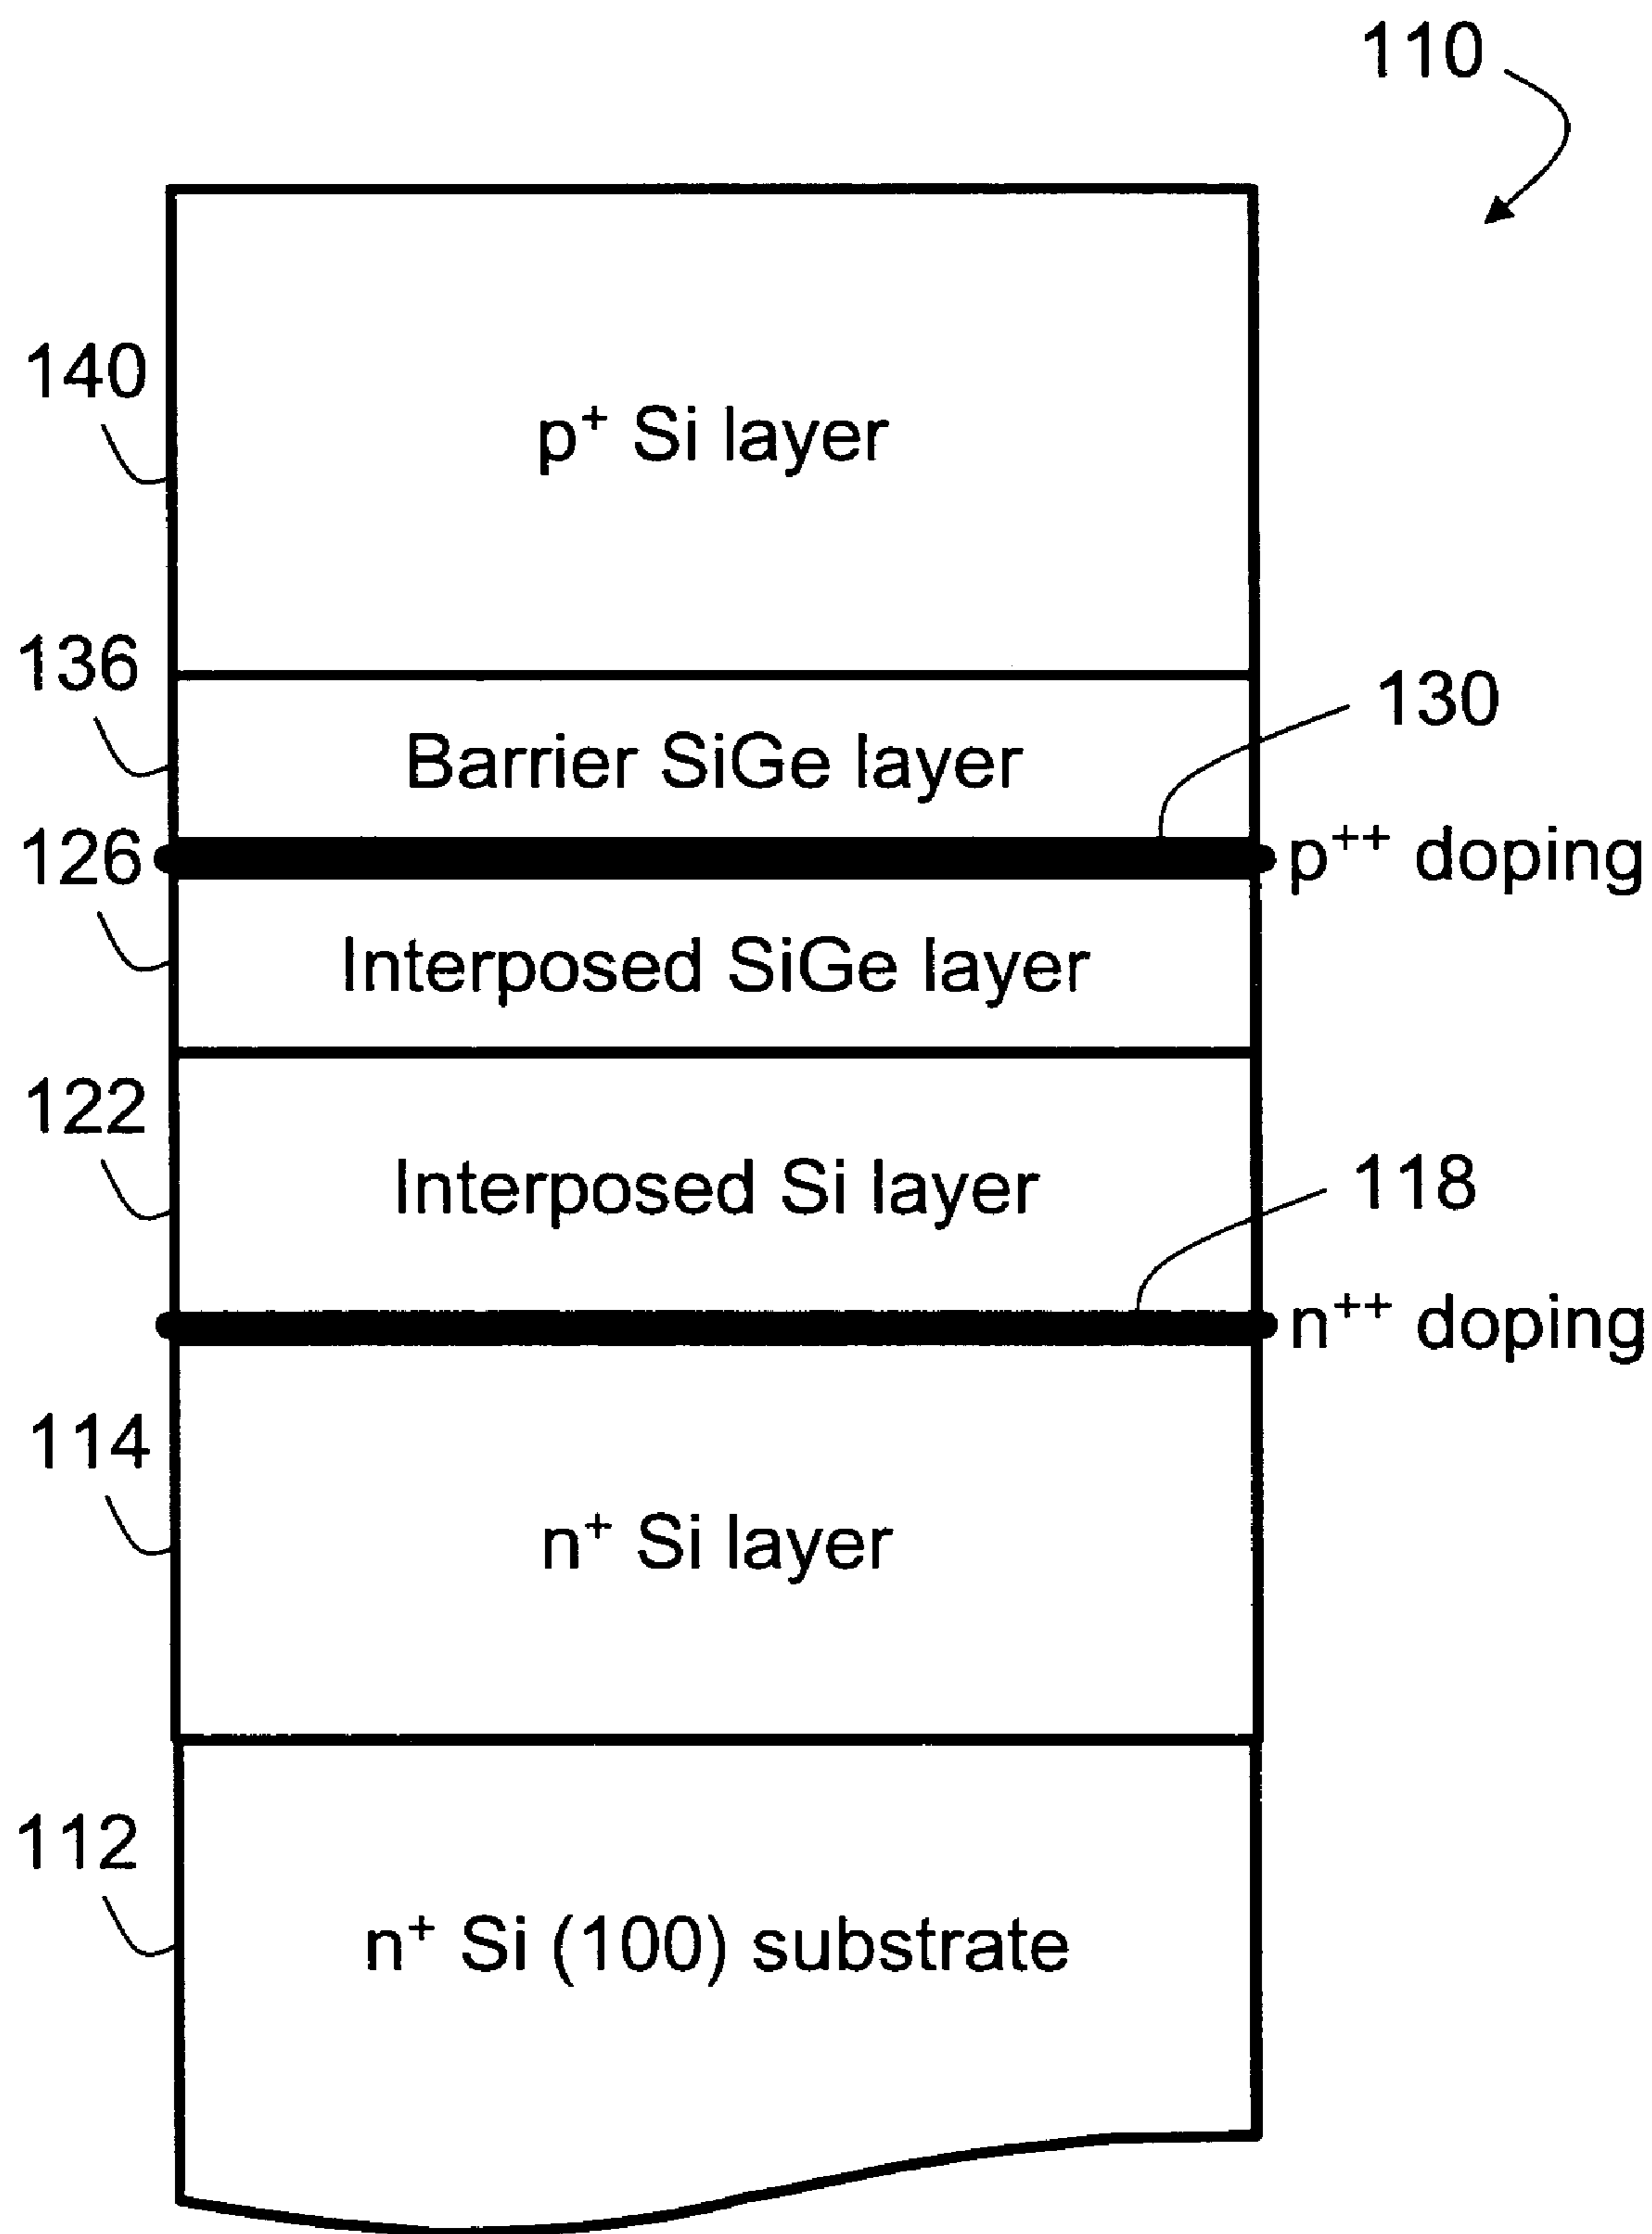 110
140
p⁺ Si layer
136
130
Barrier SiGe layer
126
p⁺⁺ doping
Interposed SiGe layer
122
118
Interposed Si layer
n⁺⁺ doping
114
n⁺ Si layer
112
n⁺ Si (100) substrate